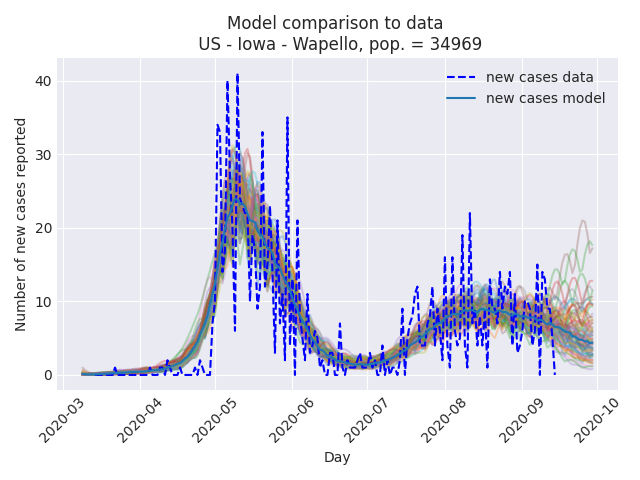 Model comparison to data
US - Iowa - Wapello, pop. = 34969
new cases data
new cases model
Number of new cases reported
40
30
20
10
0
2020-03
2020-04
2020-05
2020-06
2020-07
2020-08
2020-09
2020-10
Day